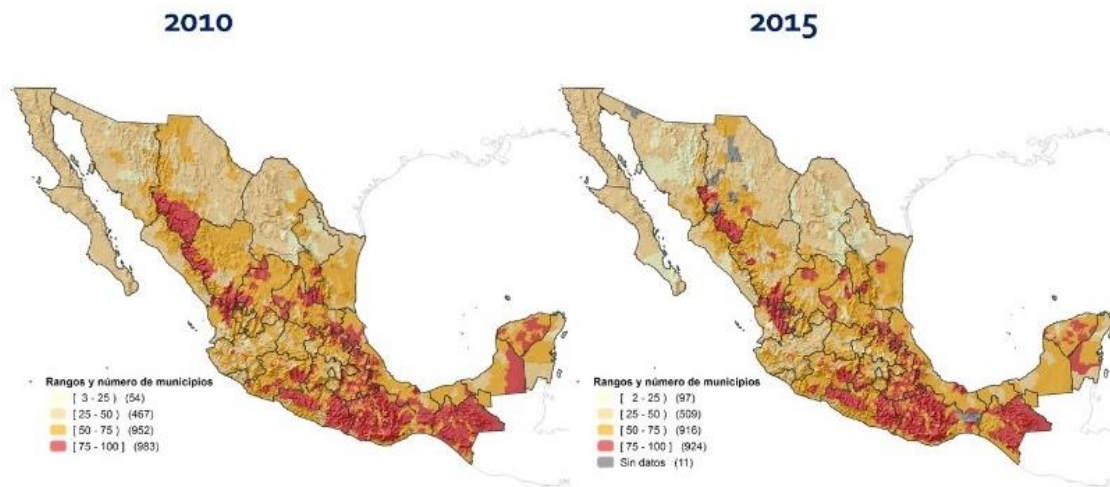 2010
2015
Rangos y número de municipios
[ 3 - 25 ) (54)
[ 25 - 50 ) (467)
[ 50 - 75 ) (952)
[ 75 - 100 ] (983)
Rangos y número de municipios
[ 2 - 25 ) (97)
[ 25 - 50 ) (509)
[ 50 - 75 ) (916)
[ 75 - 100 ] (924)
Sin datos (11)